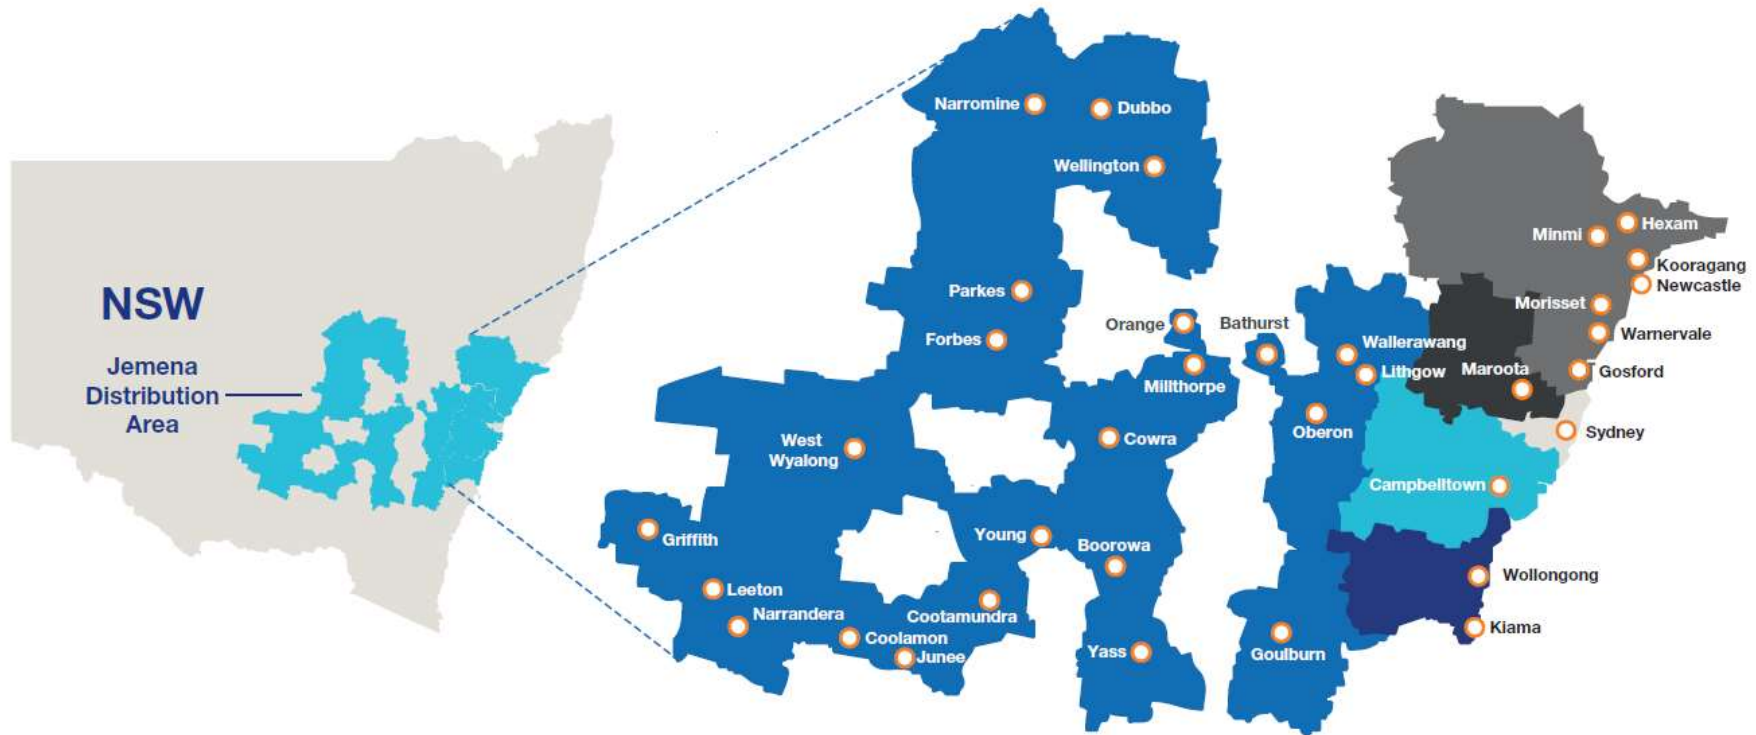 NSW
Jemena
Distribution
Area
Narromine
Dubbo
Wellington
Parkes
Forbes
Orange
Bathurst
Millthorpe
Wallerawang
Lithgow
Oberon
West
Wyalong
Cowra
Griffith
Young
Boorowa
Leeton
Narrandera
Cootamundra
Coolamon
Junee
Yass
Goulburn
Hexam
Minmi
Kooragang
Newcastle
Morisset
Warnervale
Maroota
Gosford
Sydney
Campbelltown
Wollongong
Kiama